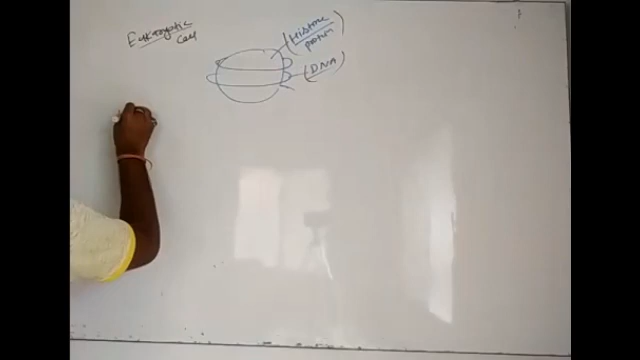 Eukaryotic
Cell
(Histone
protein)
(DNA)